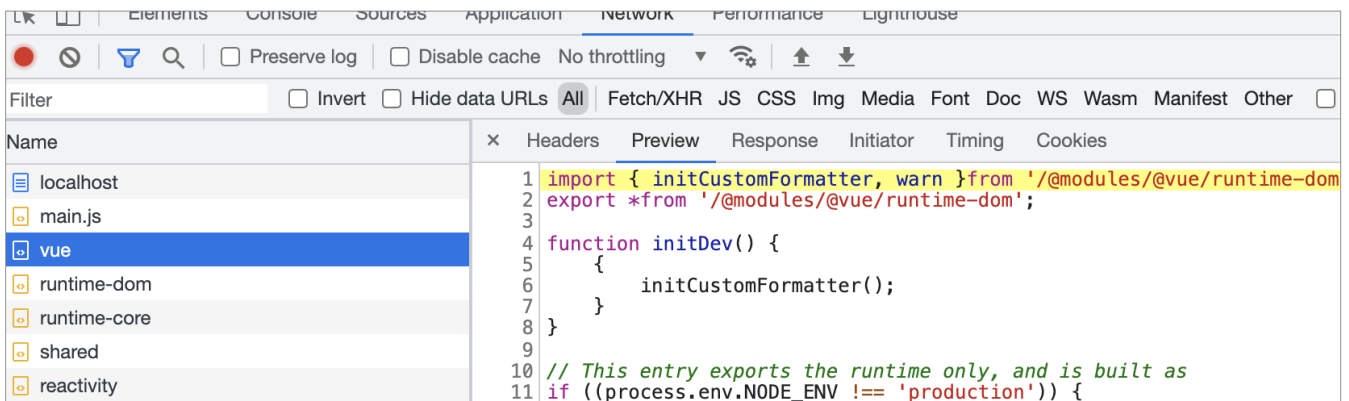 Elements Console Sources Application Network Performance Lighthouse
Preserve log Disable cache No throttling
Filter Invert Hide data URLs All Fetch/XHR JS CSS Img Media Font Doc WS Wasm Manifest Other
Name
localhost
main.js
vue
runtime-dom
runtime-core
shared
reactivity
× Headers Preview Response Initiator Timing Cookies
1 import { initCustomFormatter, warn }from '/@modules/@vue/runtime-dom
2 export *from '/@modules/@vue/runtime-dom';
3
4 function initDev() {
5     {
6         initCustomFormatter();
7     }
8 }
9
10 // This entry exports the runtime only, and is built as
11 if ((process.env.NODE_ENV !== 'production')) {